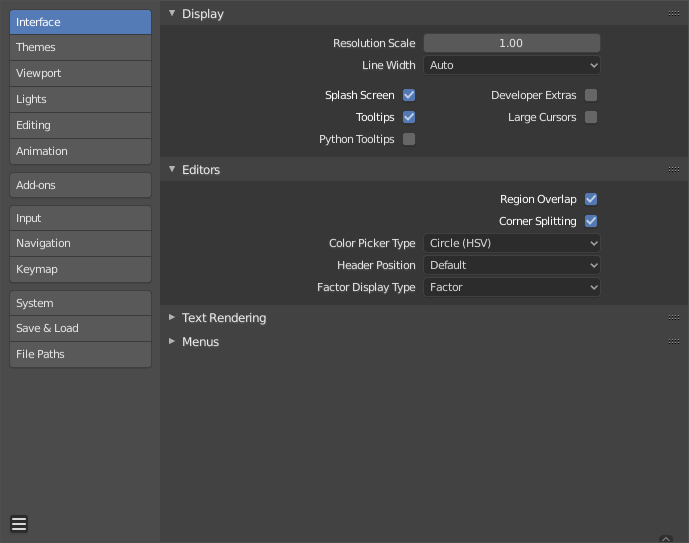 Interface
Themes
Viewport
Lights
Editing
Animation
Add-ons
Input
Navigation
Keymap
System
Save & Load
File Paths
Display
Resolution Scale 1.00
Line Width Auto
Splash Screen Developer Extras
Tooltips Large Cursors
Python Tooltips
Editors
Region Overlap
Corner Splitting
Color Picker Type Circle (HSV)
Header Position Default
Factor Display Type Factor
Text Rendering
Menus